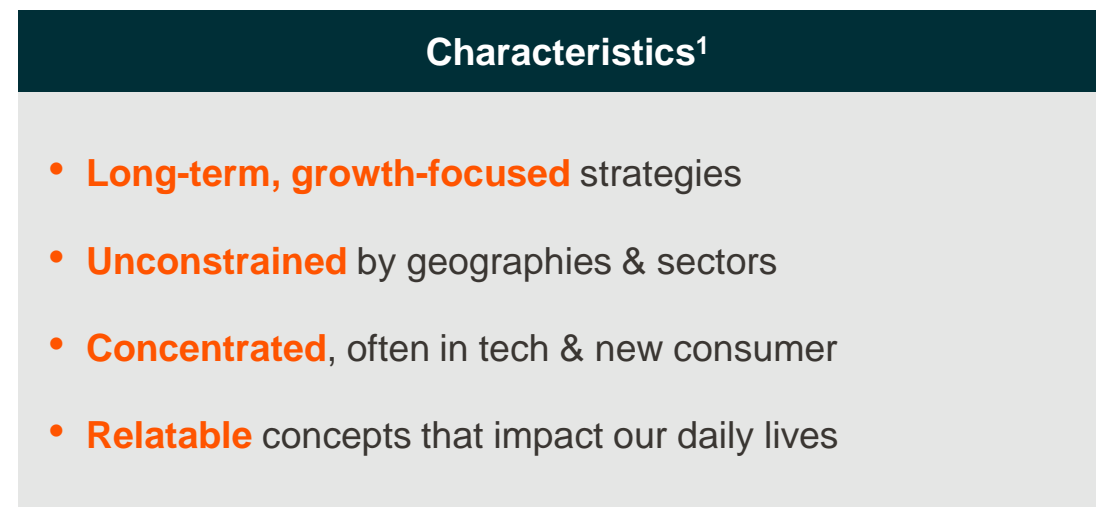 Characteristics¹
• Long-term, growth-focused strategies
• Unconstrained by geographies & sectors
• Concentrated, often in tech & new consumer
• Relatable concepts that impact our daily lives